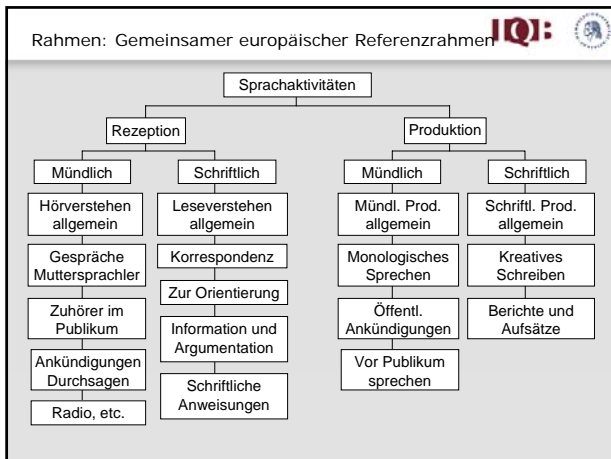 Rahmen: Gemeinsamer europäischer Referenzrahmen
IQB
Sprachaktivitäten
Rezeption
Produktion
Mündlich
Schriftlich
Mündlich
Schriftlich
Hörverstehen
allgemein
Gespräche
Muttersprachler
Zuhörer im
Publikum
Ankündigungen
Durchsagen
Radio, etc.
Leseverstehen
allgemein
Korrespondenz
Zur Orientierung
Information und
Argumentation
Schriftliche
Anweisungen
Mündl. Prod.
allgemein
Monologisches
Sprechen
Öffentl.
Ankündigungen
Vor Publikum
sprechen
Schriftl. Prod.
allgemein
Kreatives
Schreiben
Berichte und
Aufsätze